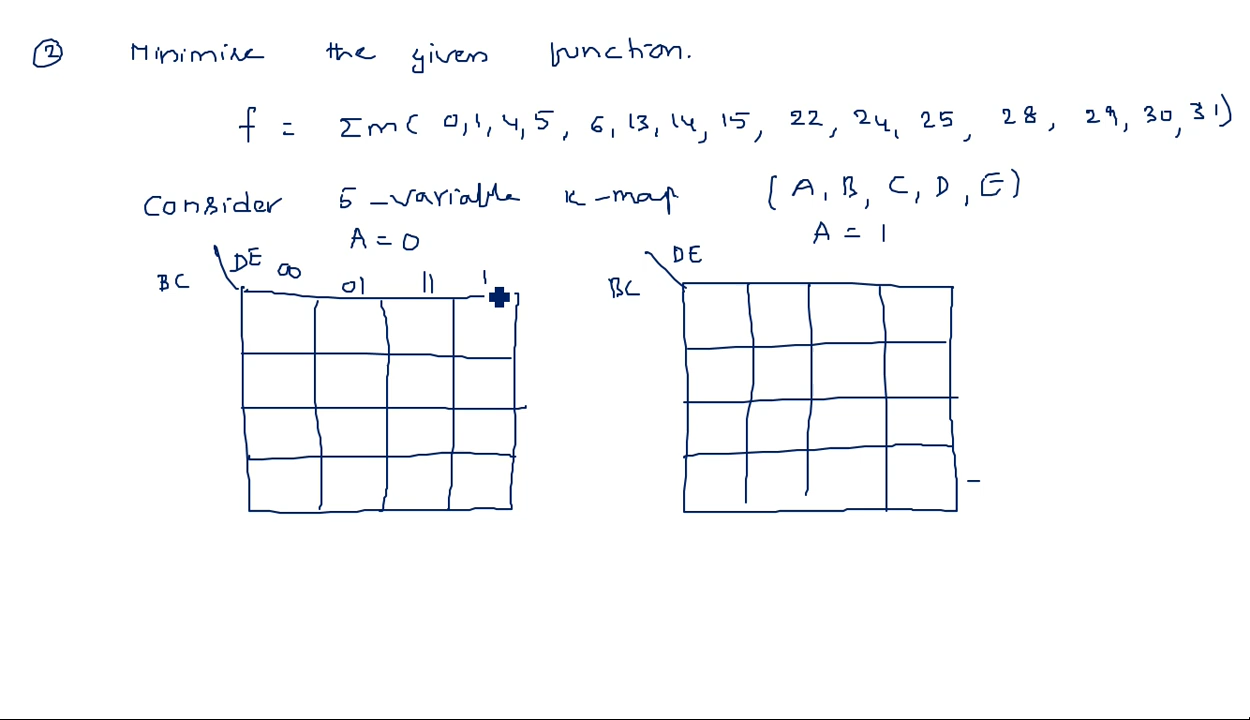 ② Minimise the given function.
f = Σm( 0,1,4,5, 6,13,14,15, 22, 24, 25, 28, 29, 30, 31)
Consider 5-variable k-map [A, B, C, D, E)
A = 0
A = 1
BC DE 00 01 11 1
BC DE